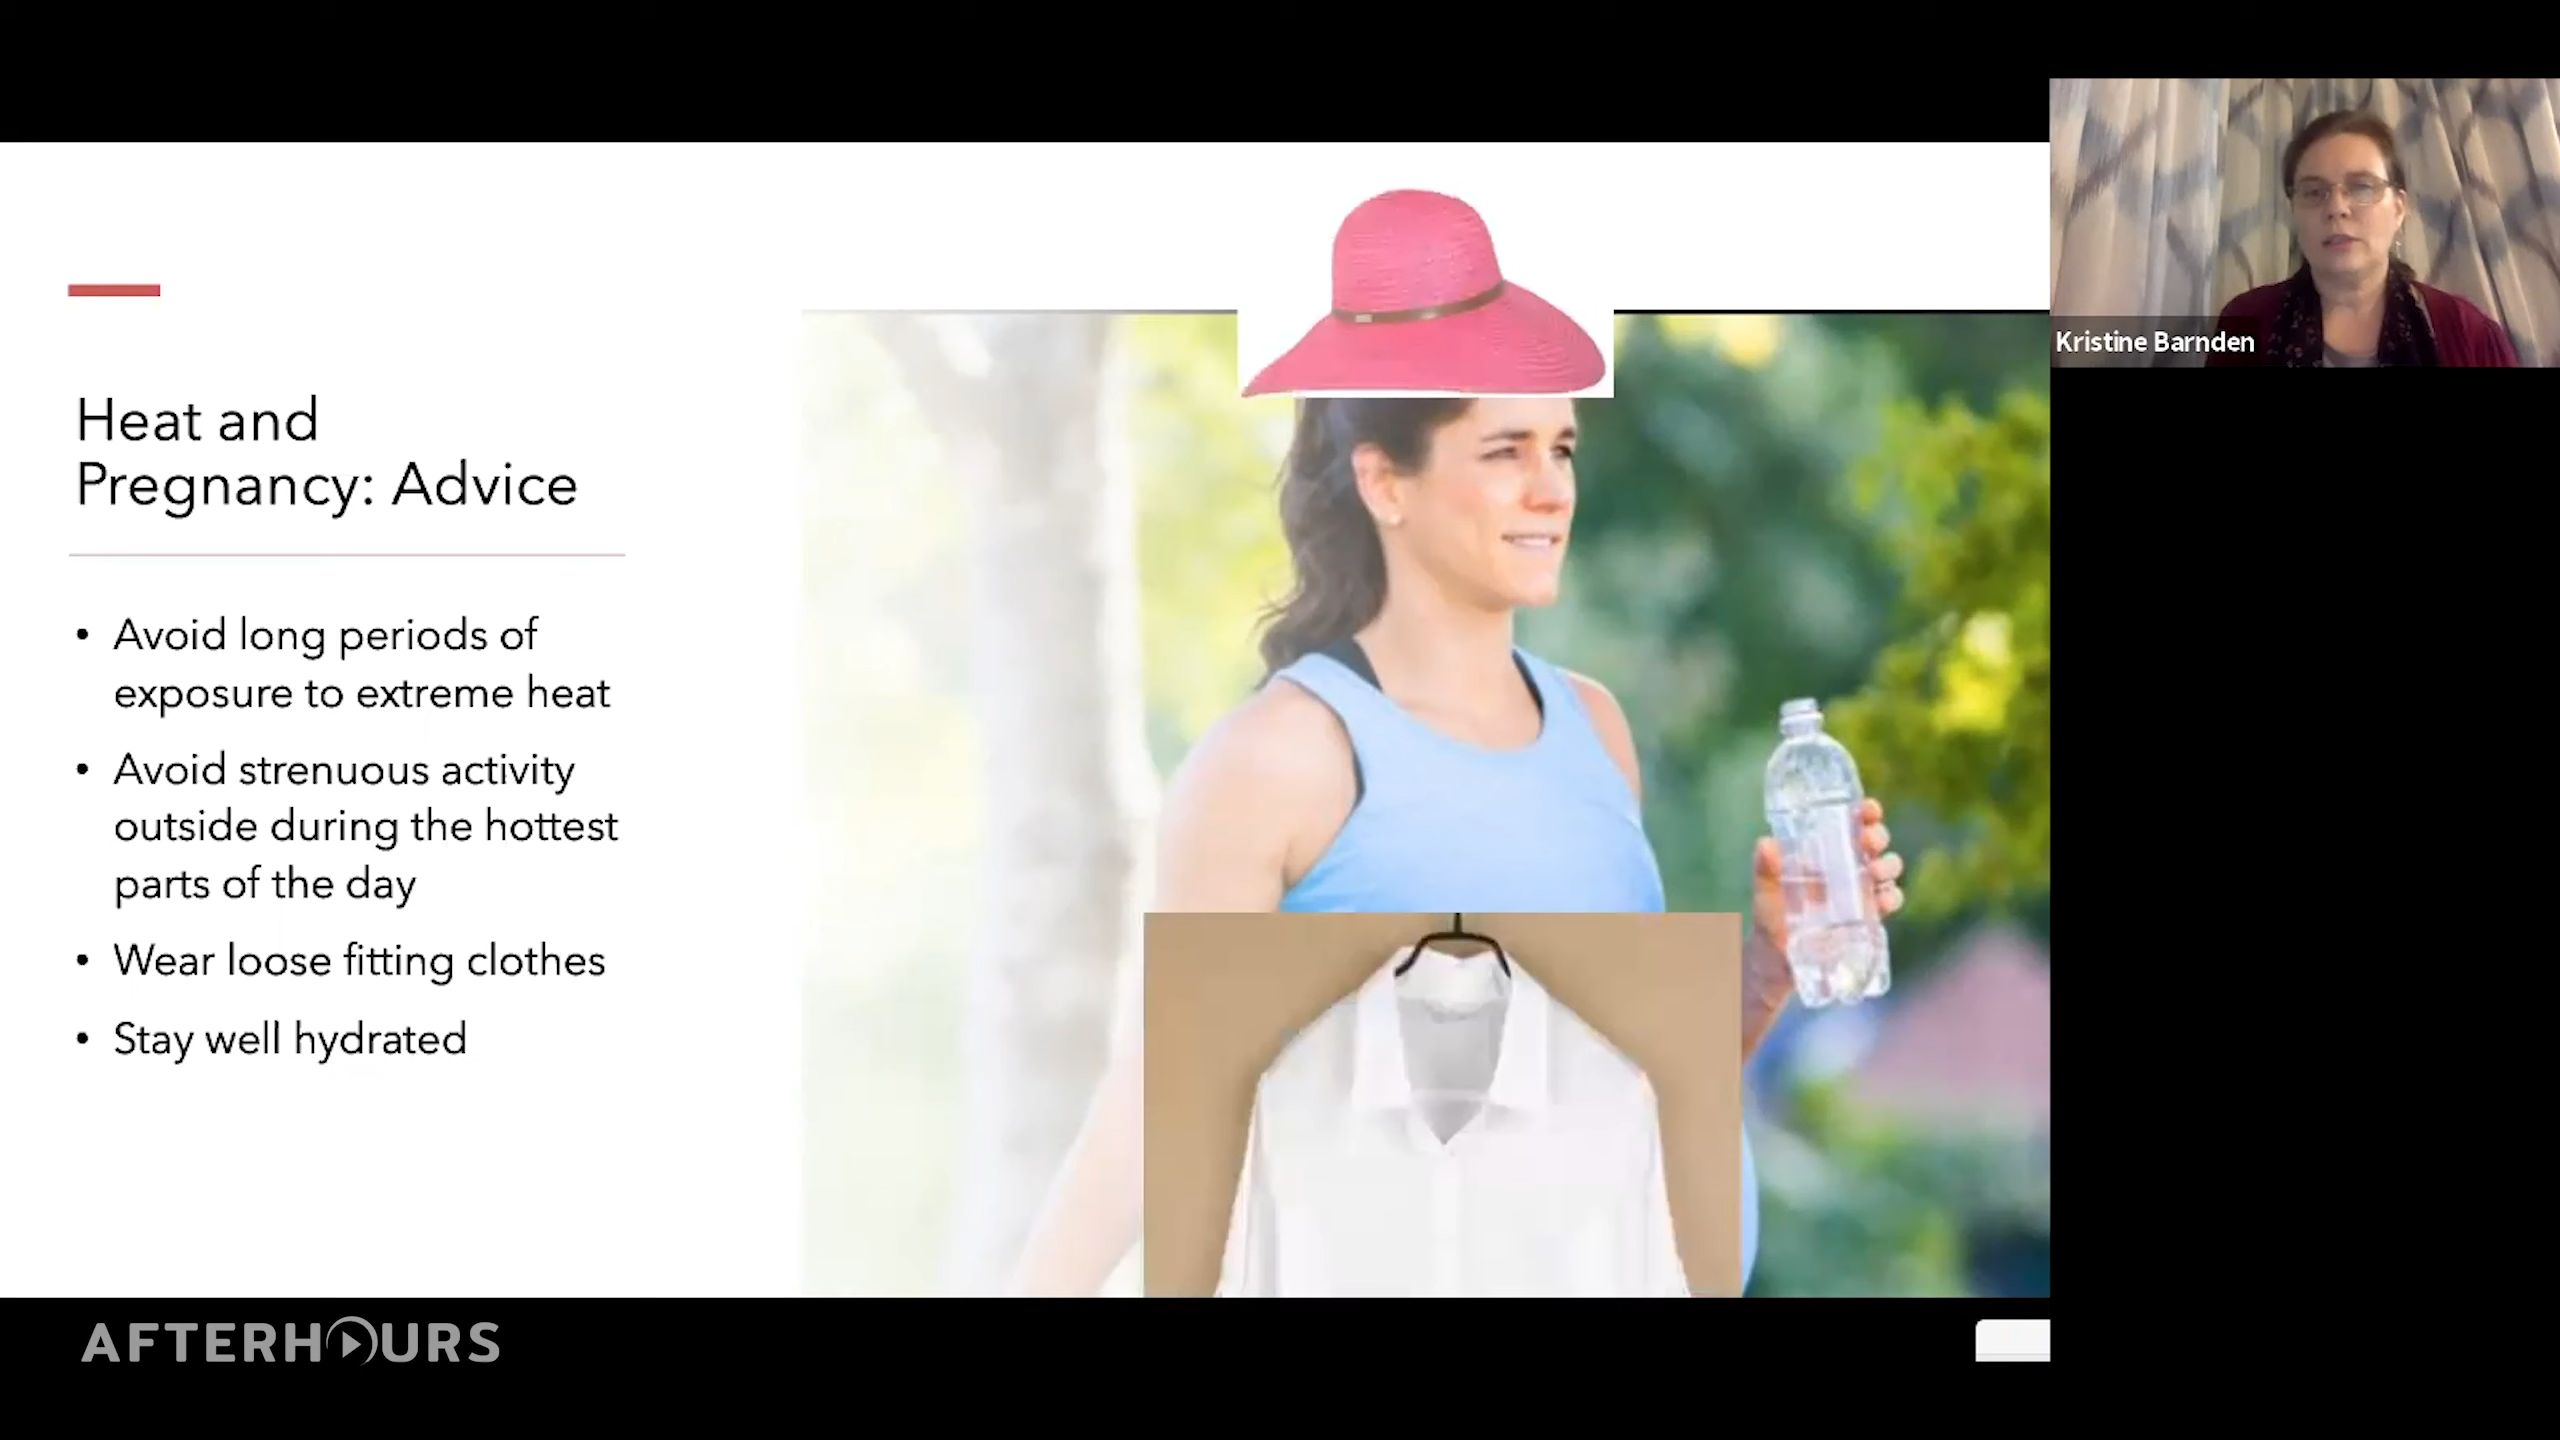 Heat and
Pregnancy: Advice
• Avoid long periods of
exposure to extreme heat
• Avoid strenuous activity
outside during the hottest
parts of the day
• Wear loose fitting clothes
• Stay well hydrated
Kristine Barnden
AFTERHOURS